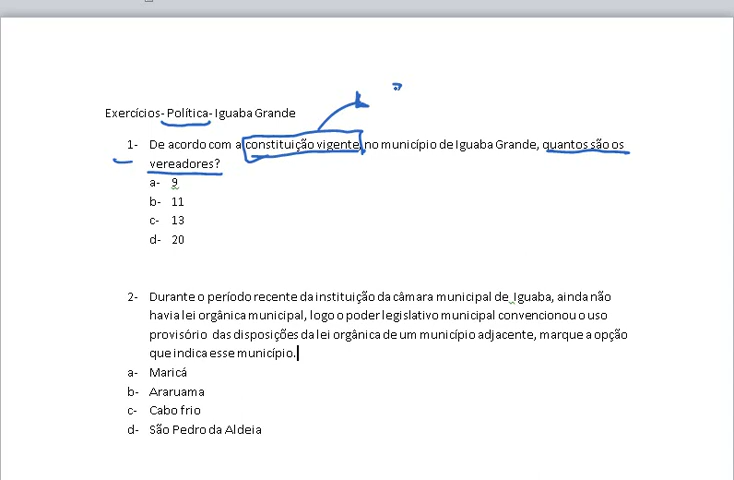 Exercícios- Política- Iguaba Grande
1- De acordo com a constituição vigente, no município de Iguaba Grande, quantos são os
vereadores?
a- 9
b- 11
c- 13
d- 20
2- Durante o período recente da instituição da câmara municipal de Iguaba, ainda não
havia lei orgânica municipal, logo o poder legislativo municipal convencionou o uso
provisório das disposições da lei orgânica de um município adjacente, marque a opção
que indica esse município.
a- Maricá
b- Araruama
c- Cabo frio
d- São Pedro da Aldeia